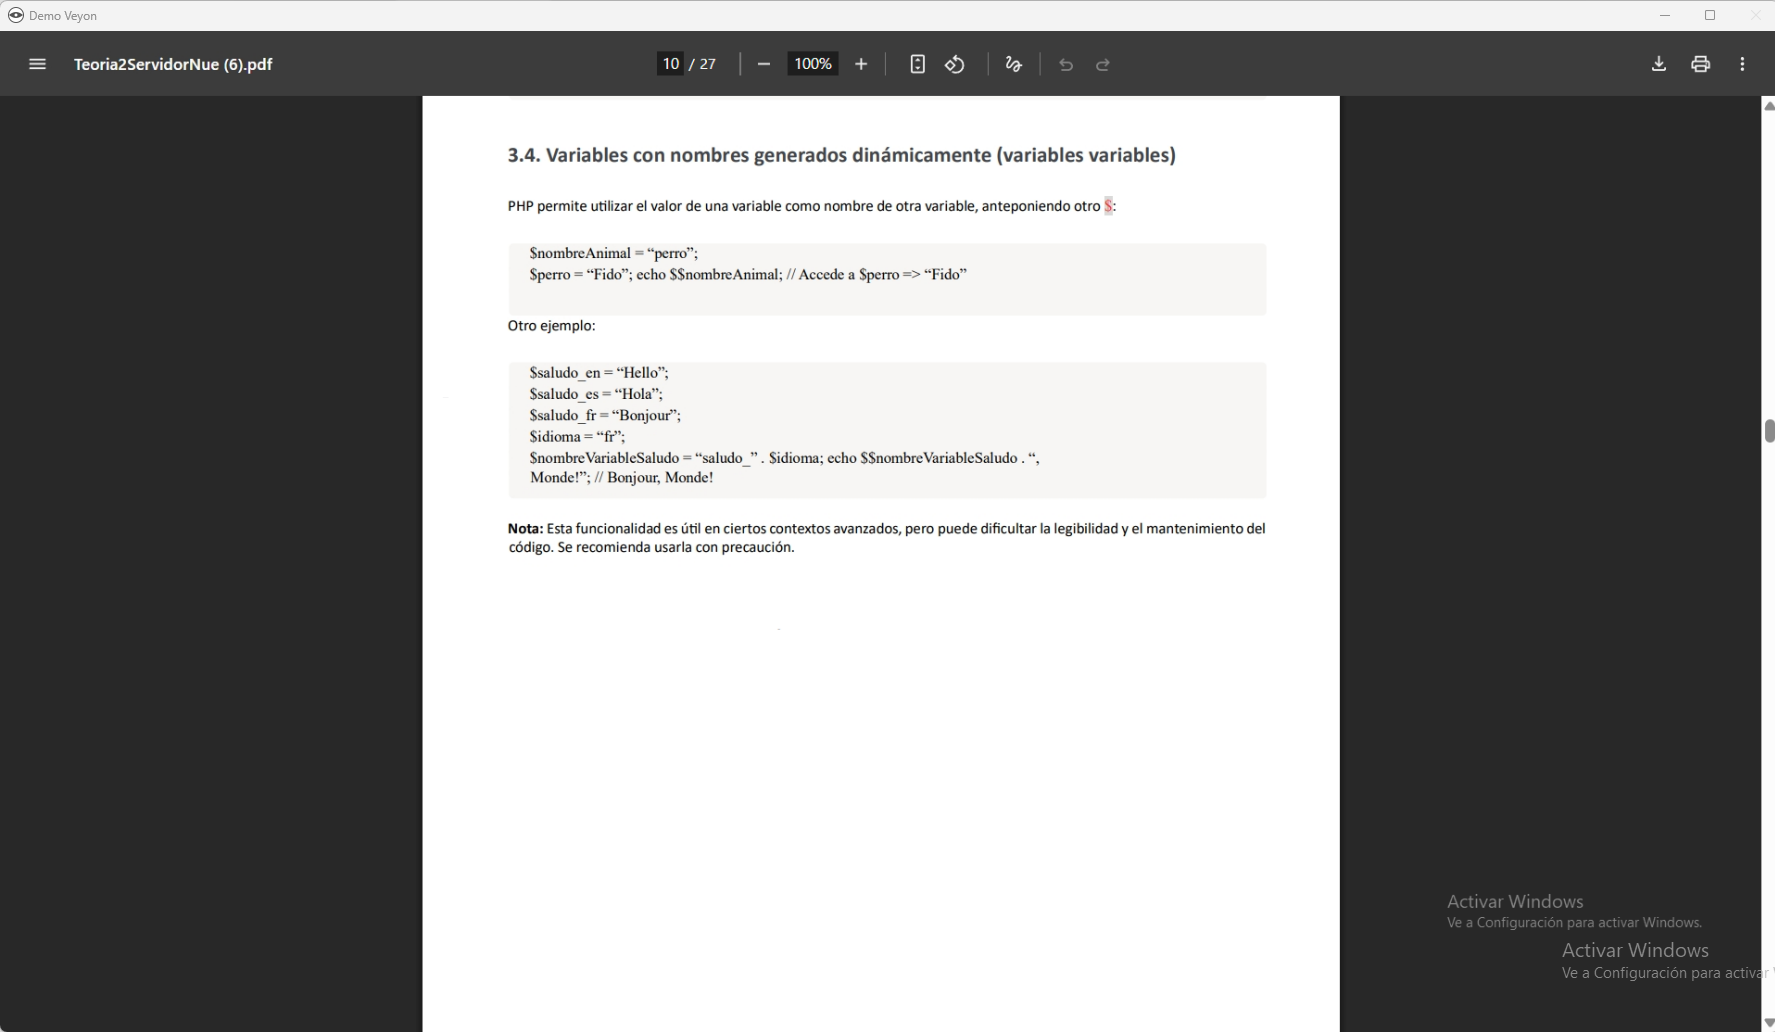 Demo Veyon
Teoria2ServidorNue (6).pdf
10 / 27
100%
3.4. Variables con nombres generados dinámicamente (variables variables)
PHP permite utilizar el valor de una variable como nombre de otra variable, anteponiendo otro $:
$nombreAnimal = “perro”;
$perro = “Fido”; echo $$nombreAnimal; // Accede a $perro => “Fido”
Otro ejemplo:
$saludo_en = “Hello”;
$saludo_es = “Hola”;
$saludo_fr = “Bonjour”;
$idioma = “fr”;
$nombreVariableSaludo = “saludo_” . $idioma; echo $$nombreVariableSaludo . “,
Monde!”; // Bonjour, Monde!
Nota: Esta funcionalidad es útil en ciertos contextos avanzados, pero puede dificultar la legibilidad y el mantenimiento del
código. Se recomienda usarla con precaución.
Activar Windows
Ve a Configuración para activar Windows.
Activar Windows
Ve a Configuración para activar